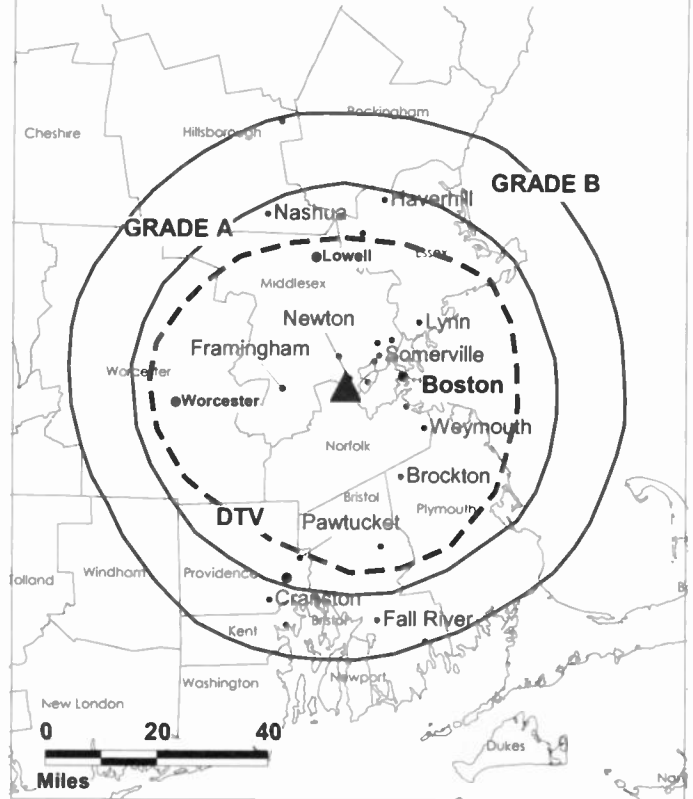 Rockingham
Cheshire
Hillsborough
GRADE B
Haverhill
Nashua
GRADE A
Essex
Lowell
Middlesex
Newton
Lynn
Framingham
Somerville
Worcester
Boston
Worcester
Weymouth
Norfolk
Brockton
Bristol
Plymouth
DTV
Pawtucket
olland
Windham
Providence
Cranston
Bristol
Fall River
Kent
Newport
Washington
New London
0 20 40
Dukes
Miles
Nan